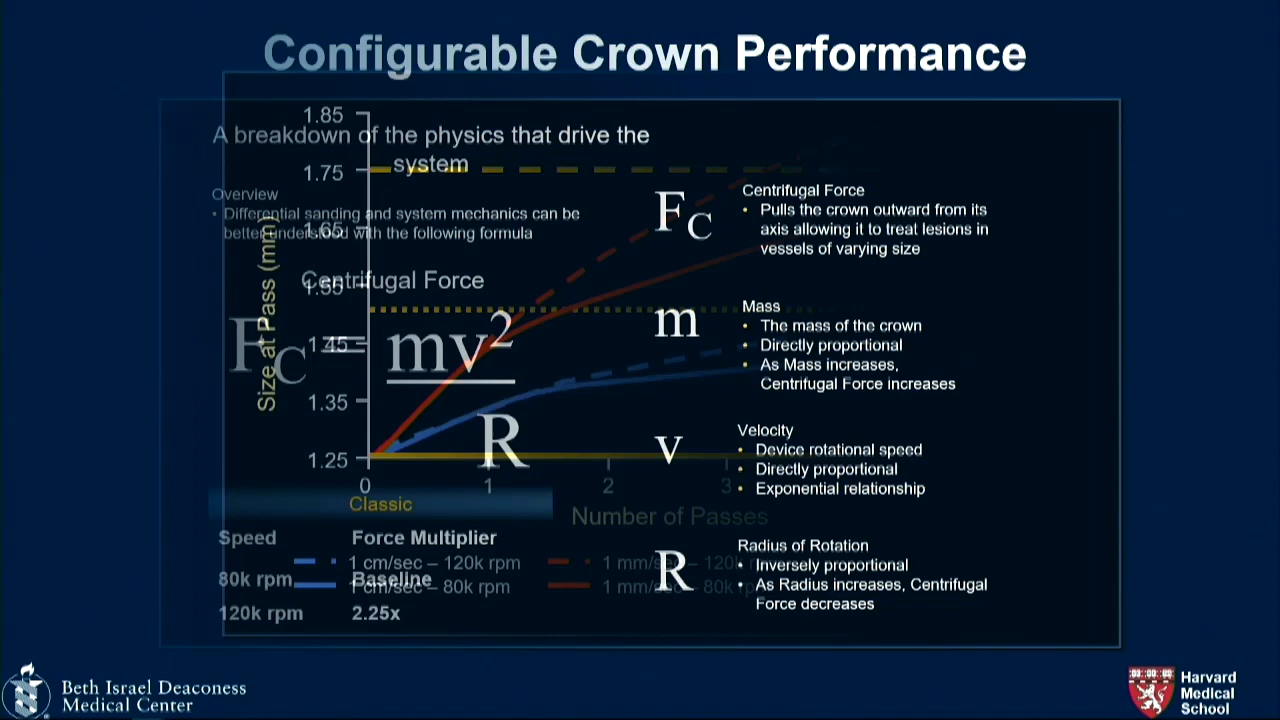 Configurable Crown Performance
A breakdown of the physics that drive the
system
Overview
• Differential sanding and system mechanics can be
better understood with the following formula
Centrifugal Force
F_C = mv²
R
Classic
Speed Force Multiplier
80k rpm Baseline
120k rpm 2.25x
Size at Pass (mm)
1.85
1.75
1.65
1.55
1.45
1.35
1.25
0 1 2 3
Number of Passes
1 cm/sec – 120k rpm
1 cm/sec – 80k rpm
1 mm/sec – 120k
1 mm/sec – 80k rp
F_C
Centrifugal Force
• Pulls the crown outward from its
axis allowing it to treat lesions in
vessels of varying size
m
Mass
• The mass of the crown
• Directly proportional
• As Mass increases,
Centrifugal Force increases
v
Velocity
• Device rotational speed
• Directly proportional
• Exponential relationship
R
Radius of Rotation
• Inversely proportional
• As Radius increases, Centrifugal
Force decreases
Beth Israel Deaconess
Medical Center
Harvard
Medical
School